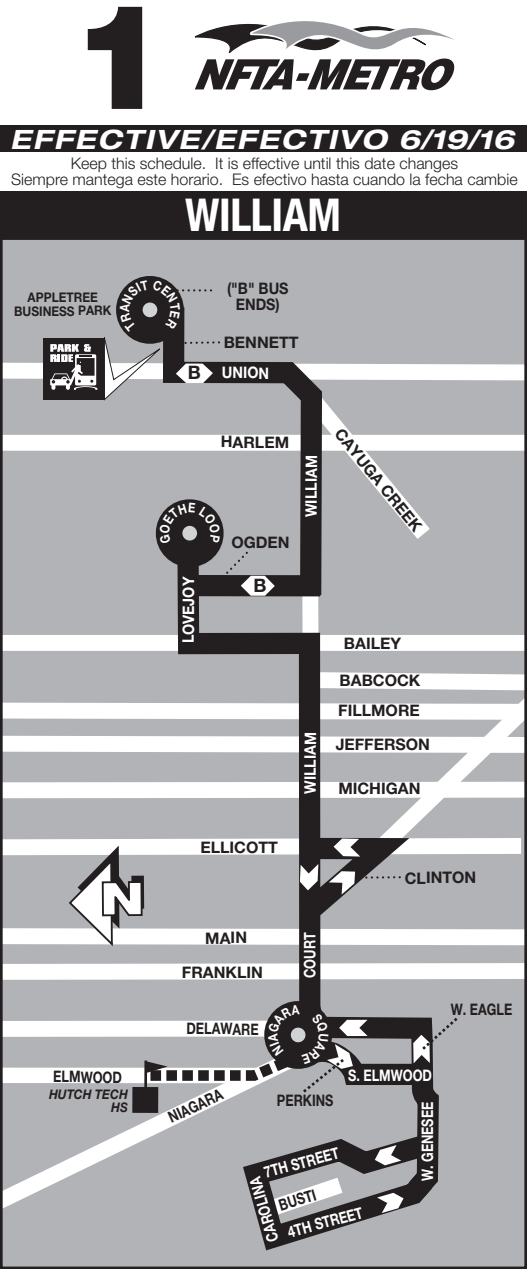 1
NFTA-METRO
EFFECTIVE/EFECTIVO 6/19/16
Keep this schedule. It is effective until this date changes
Siempre mantega este horario. Es efectivo hasta cuando la fecha cambie
WILLIAM
TRANSIT CENTER
("B" BUS
ENDS)
APPLETREE
BUSINESS PARK
BENNETT
PARK &
RIDE
B
UNION
HARLEM
CAYUGA CREEK
WILLIAM
GOETHE LOOP
OGDEN
B
LOVEJOY
BAILEY
BABCOCK
FILLMORE
JEFFERSON
WILLIAM
MICHIGAN
ELLICOTT
CLINTON
N
MAIN
COURT
FRANKLIN
NIAGARA SQUARE
DELAWARE
W. EAGLE
ELMWOOD
S. ELMWOOD
HUTCH TECH
HS
PERKINS
NIAGARA
W. GENESEE
7TH STREET
CAROLINA
BUSTI
4TH STREET